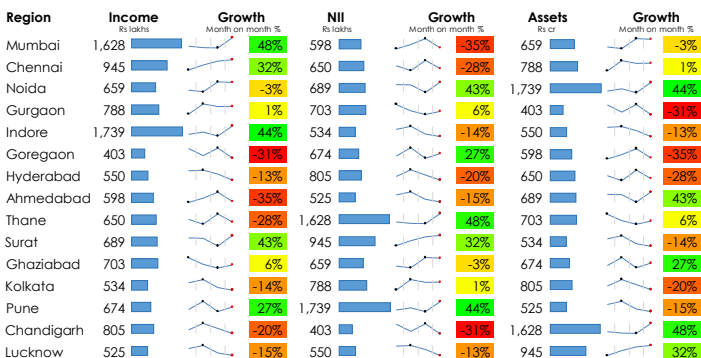 Region Income Growth NII Growth Assets Growth
Rs lakhs Month on month % Rs lakhs Month on month % Rs cr Month on month %
Mumbai 1,628 48% 598 -35% 659 -3%
Chennai 945 32% 650 -28% 788 1%
Noida 659 -3% 689 43% 1,739 44%
Gurgaon 788 1% 703 6% 403 -31%
Indore 1,739 44% 534 -14% 550 -13%
Goregaon 403 -31% 674 27% 598 -35%
Hyderabad 550 -13% 805 -20% 650 -28%
Ahmedabad 598 -35% 525 -15% 689 43%
Thane 650 -28% 1,628 48% 703 6%
Surat 689 43% 945 32% 534 -14%
Ghaziabad 703 6% 659 -3% 674 27%
Kolkata 534 -14% 788 1% 805 -20%
Pune 674 27% 1,739 44% 525 -15%
Chandigarh 805 -20% 403 -31% 1,628 48%
Lucknow 525 -15% 550 -13% 945 32%